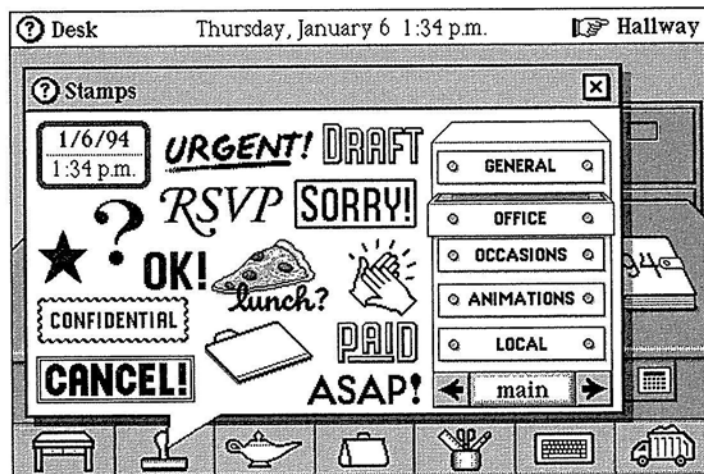 ? Desk
Thursday, January 6 1:34 p.m.
Hallway
? Stamps
1/6/94
1:34 p.m.
URGENT!
DRAFT
RSVP
SORRY!
?
OK!
lunch?
CONFIDENTIAL
PAID
CANCEL!
ASAP!
GENERAL
OFFICE
OCCASIONS
ANIMATIONS
LOCAL
main
94